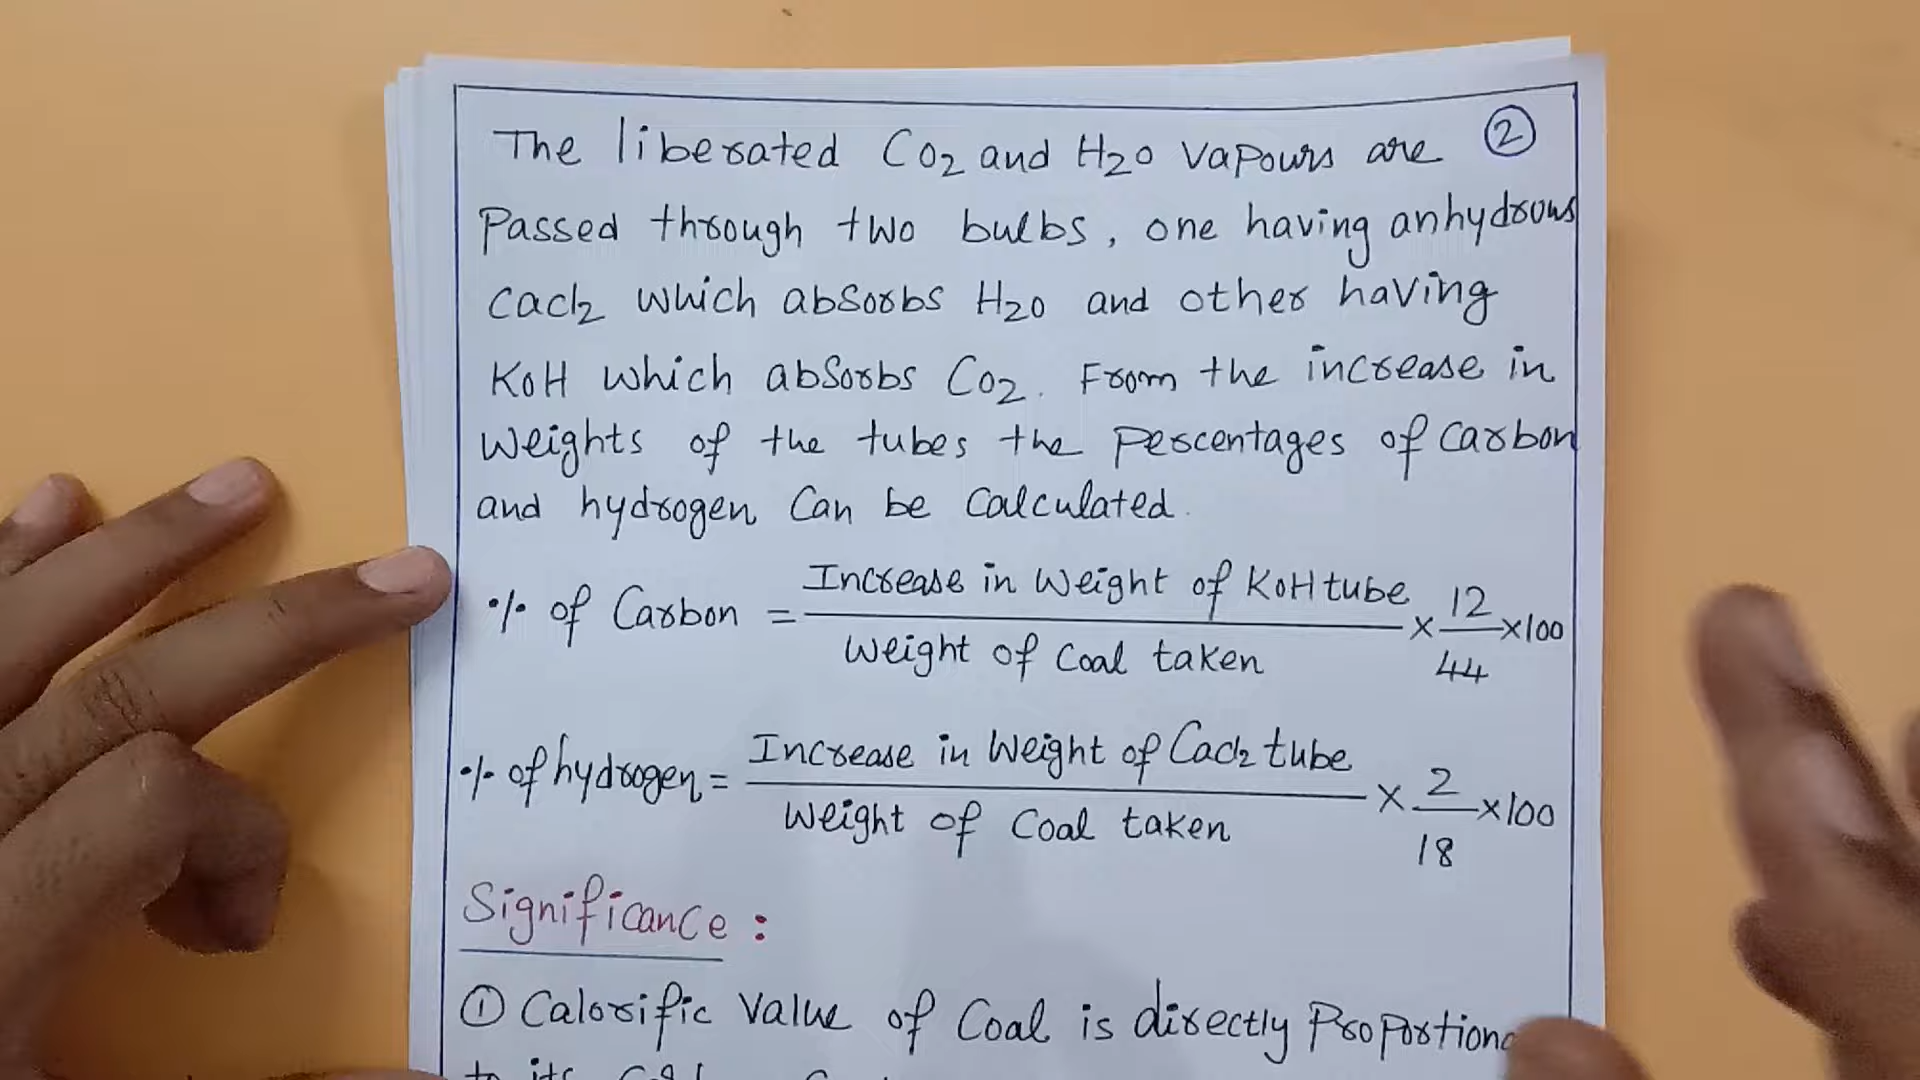 The liberated CO2 and H2O vapours are ②
Passed through two bulbs, one having anhydrous
CaCl2 which absorbs H2O and other having
KOH which absorbs CO2. From the increase in
weights of the tubes the percentages of carbon
and hydrogen can be calculated.
% of Carbon = Increase in weight of KOH tube / Weight of coal taken × 12/44 ×100
% of hydrogen = Increase in weight of CaCl2 tube / Weight of Coal taken × 2/18 ×100
Significance :
① Calorific value of Coal is directly Proportiona
to its